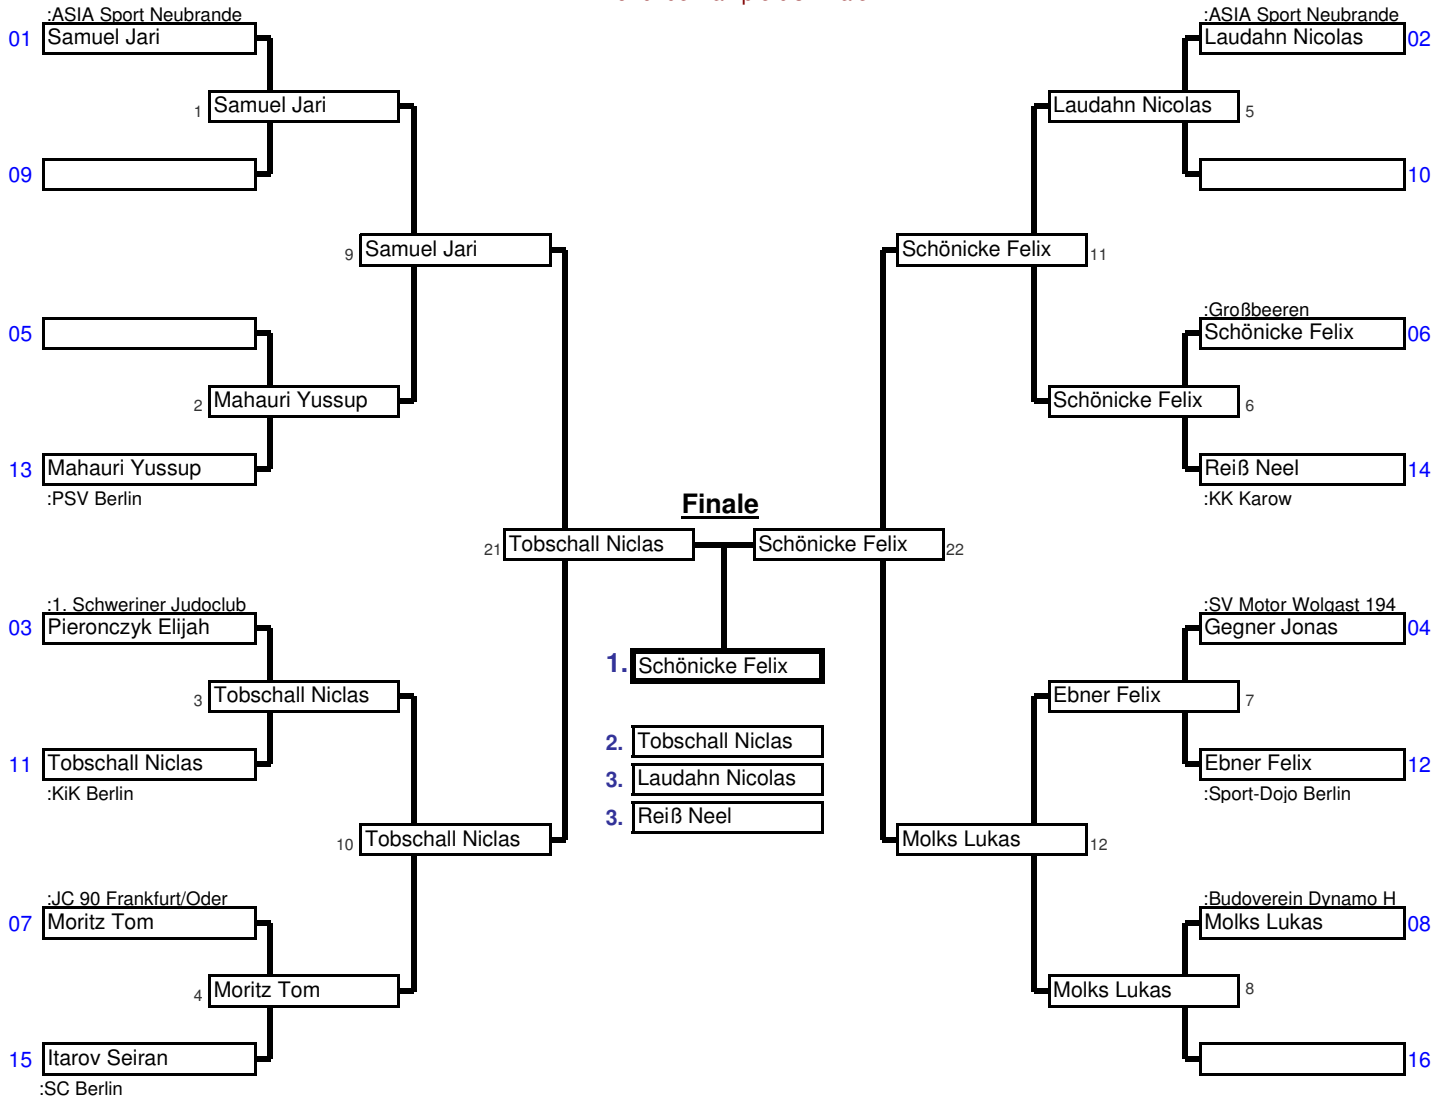 :ASIA Sport Neubrande
01 Samuel Jari
1 Samuel Jari
09
9 Samuel Jari
05
2 Mahauri Yussup
13 Mahauri Yussup
:PSV Berlin
21 Tobschall Niclas
:1. Schweriner Judoclub
03 Pieronczyk Elijah
3 Tobschall Niclas
11 Tobschall Niclas
:KiK Berlin
10 Tobschall Niclas
:JC 90 Frankfurt/Oder
07 Moritz Tom
4 Moritz Tom
15 Itarov Seiran
:SC Berlin
Finale
1. Schönicke Felix
2. Tobschall Niclas
3. Laudahn Nicolas
3. Reiß Neel
:ASIA Sport Neubrande
Laudahn Nicolas 02
Laudahn Nicolas 5
10
Schönicke Felix 11
:Großbeeren
Schönicke Felix 06
Schönicke Felix 6
Reiß Neel 14
:KK Karow
Schönicke Felix 22
:SV Motor Wolgast 194
Gegner Jonas 04
Ebner Felix 7
Ebner Felix 12
:Sport-Dojo Berlin
Molks Lukas 12
:Budoverein Dynamo H
Molks Lukas 08
Molks Lukas 8
16